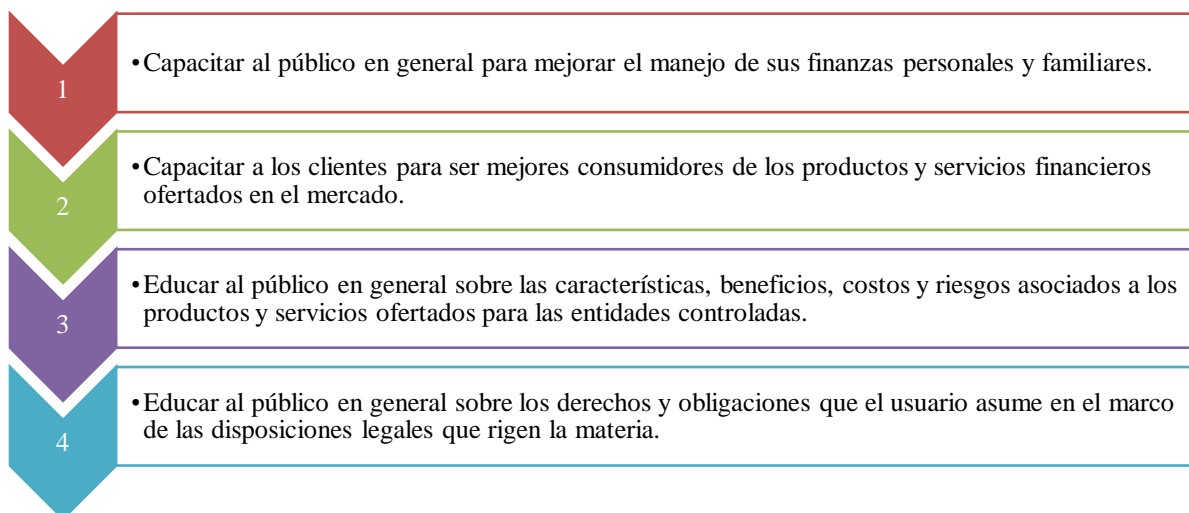 1
•Capacitar al público en general para mejorar el manejo de sus finanzas personales y familiares.
2
•Capacitar a los clientes para ser mejores consumidores de los productos y servicios financieros
ofertados en el mercado.
3
•Educar al público en general sobre las características, beneficios, costos y riesgos asociados a los
productos y servicios ofertados para las entidades controladas.
4
•Educar al público en general sobre los derechos y obligaciones que el usuario asume en el marco
de las disposiciones legales que rigen la materia.